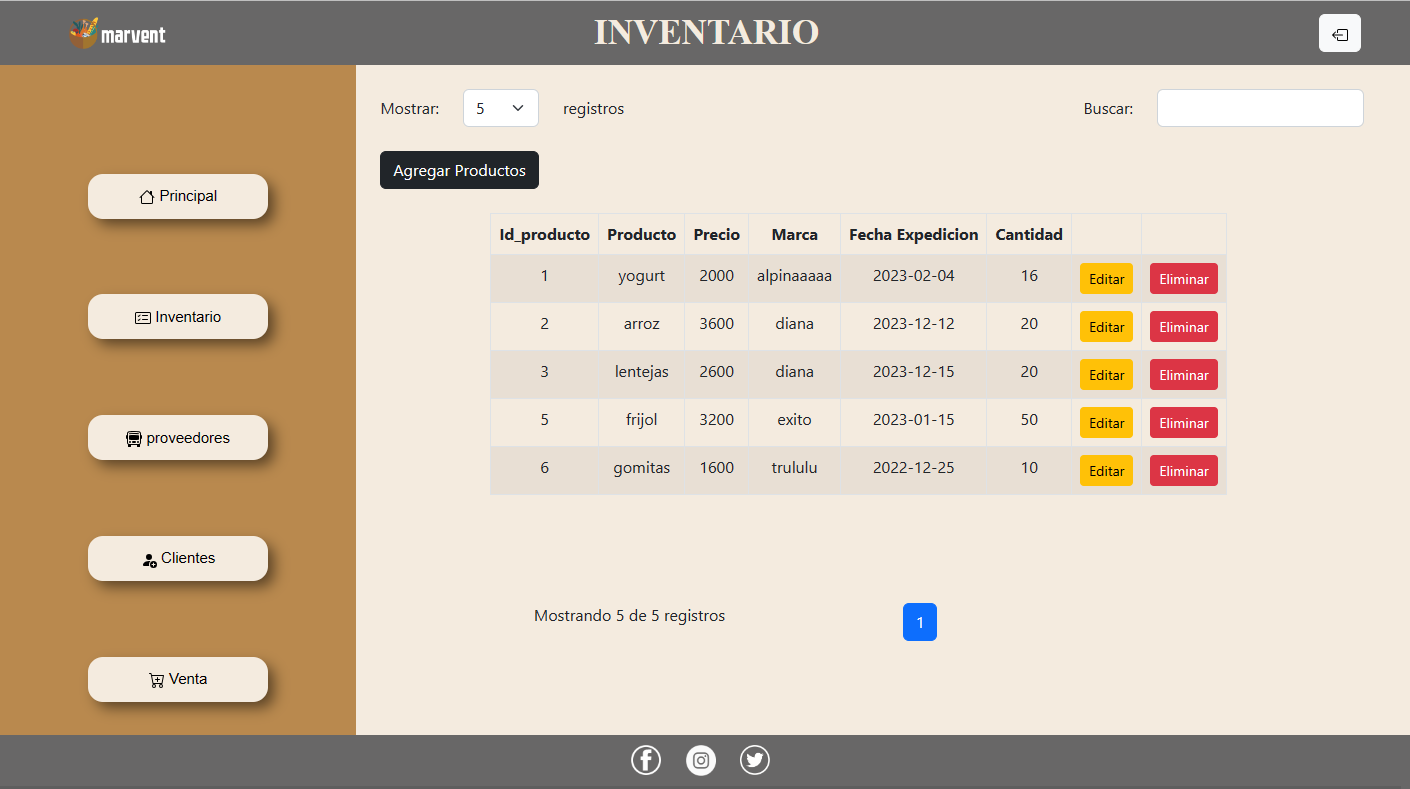 marvent
INVENTARIO
Mostrar: 5 registros Buscar:
Agregar Productos
Principal
Inventario
proveedores
Clientes
Venta
Id_producto Producto Precio Marca Fecha Expedicion Cantidad
1 yogurt 2000 alpinaaaaa 2023-02-04 16 Editar Eliminar
2 arroz 3600 diana 2023-12-12 20 Editar Eliminar
3 lentejas 2600 diana 2023-12-15 20 Editar Eliminar
5 frijol 3200 exito 2023-01-15 50 Editar Eliminar
6 gomitas 1600 trululu 2022-12-25 10 Editar Eliminar
Mostrando 5 de 5 registros 1